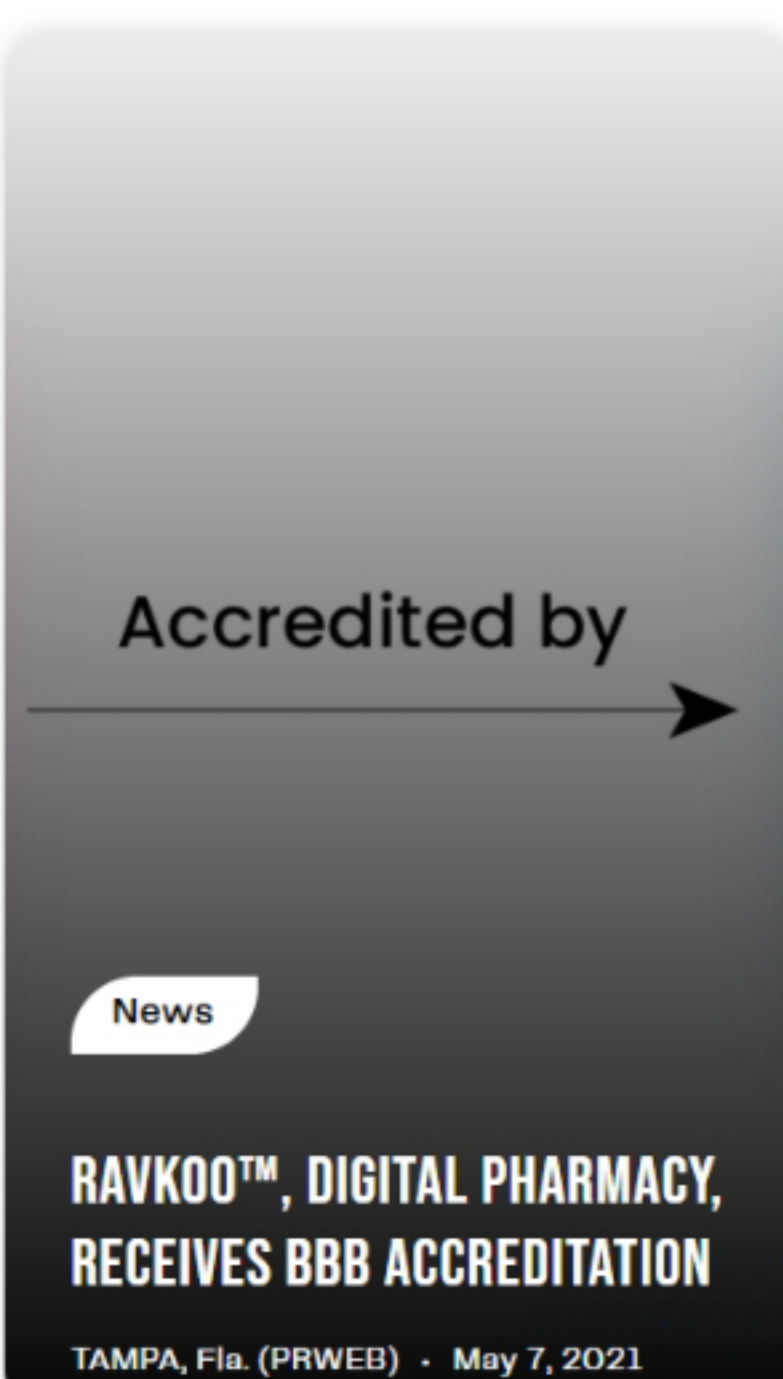 Accredited by
News
RAVKOO™, DIGITAL PHARMACY,
RECEIVES BBB ACCREDITATION
TAMPA, Fla. (PRWEB) • May 7, 2021